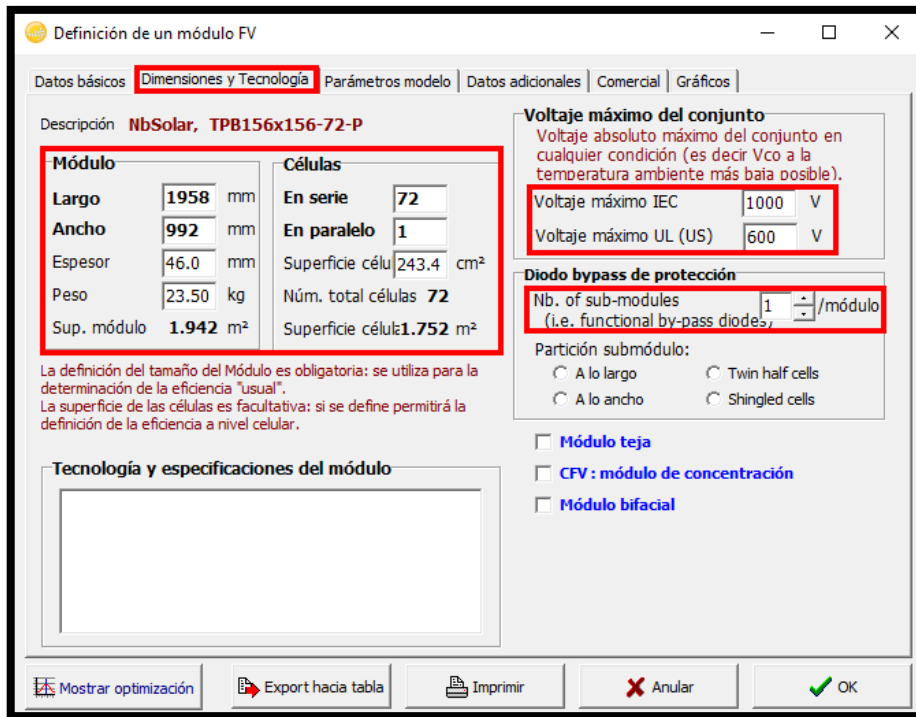 Definición de un módulo FV
Datos básicos Dimensiones y Tecnología Parámetros modelo Datos adicionales Comercial Gráficos
Descripción NbSolar, TPB156x156-72-P
Módulo
Largo 1958 mm
Ancho 992 mm
Espesor 46.0 mm
Peso 23.50 kg
Sup. módulo 1.942 m²
Células
En serie 72
En paralelo 1
Superficie célu 243.4 cm²
Núm. total células 72
Superficie célula 1.752 m²
La definición del tamaño del Módulo es obligatoria: se utiliza para la
determinación de la eficiencia "usual".
La superficie de las células es facultativa: si se define permitirá la
definición de la eficiencia a nivel celular.
Tecnología y especificaciones del módulo
Voltaje máximo del conjunto
Voltaje absoluto máximo del conjunto en
cualquier condición (es decir Vco a la
temperatura ambiente más baja posible).
Voltaje máximo IEC 1000 V
Voltaje máximo UL (US) 600 V
Diodo bypass de protección
Nb. of sub-modules 1 /módulo
(i.e. functional by-pass diodes)
Partición submódulo:
A lo largo Twin half cells
A lo ancho Shingled cells
Módulo teja
CFV : módulo de concentración
Módulo bifacial
Mostrar optimización Export hacia tabla Imprimir Anular OK